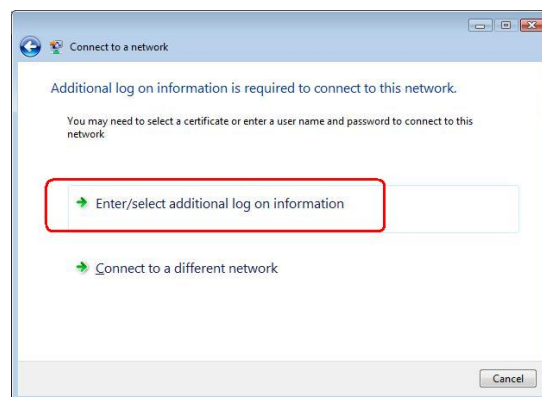 Connect to a network
Additional log on information is required to connect to this network.
You may need to select a certificate or enter a user name and password to connect to this
network
Enter/select additional log on information
Connect to a different network
Cancel